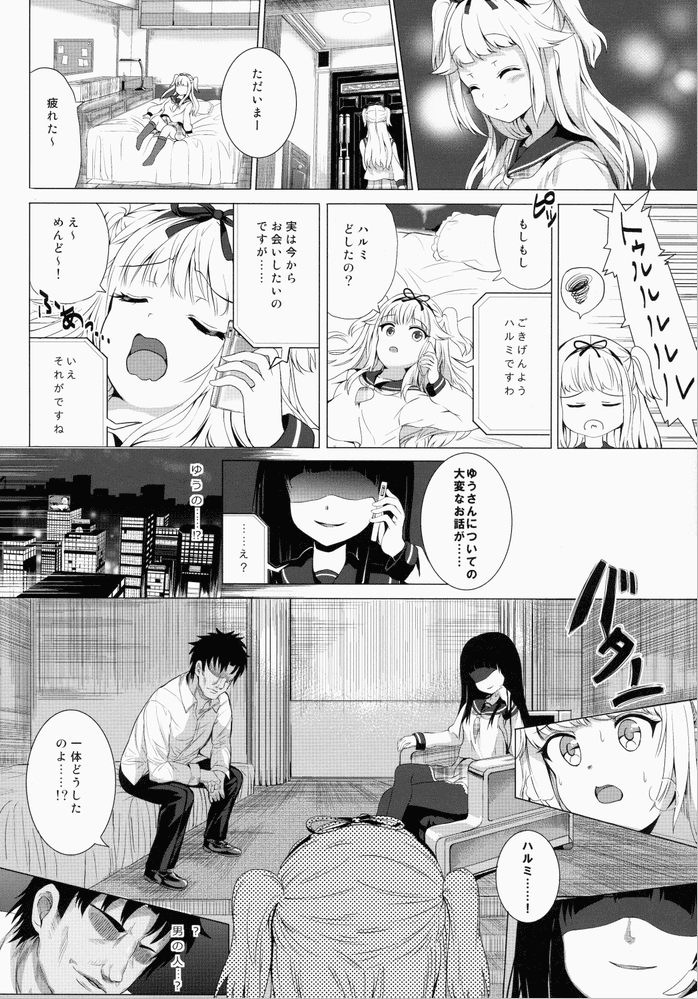 ただいまー
疲れた～
トゥルルルルル
ピッ
もしもし
ごきげんよう
ハルミですわ
ハルミ
どしたの？
実は今から
お会いしたいの
ですが……
え～
めんど～！
ふぁ～っ…
いえ
それがですね
ゆうさんについての
大変なお話が……
……え？
ゆうの……？
バターン
ハルミ……！
一体どうした
のよ……！？
？
男の人…？